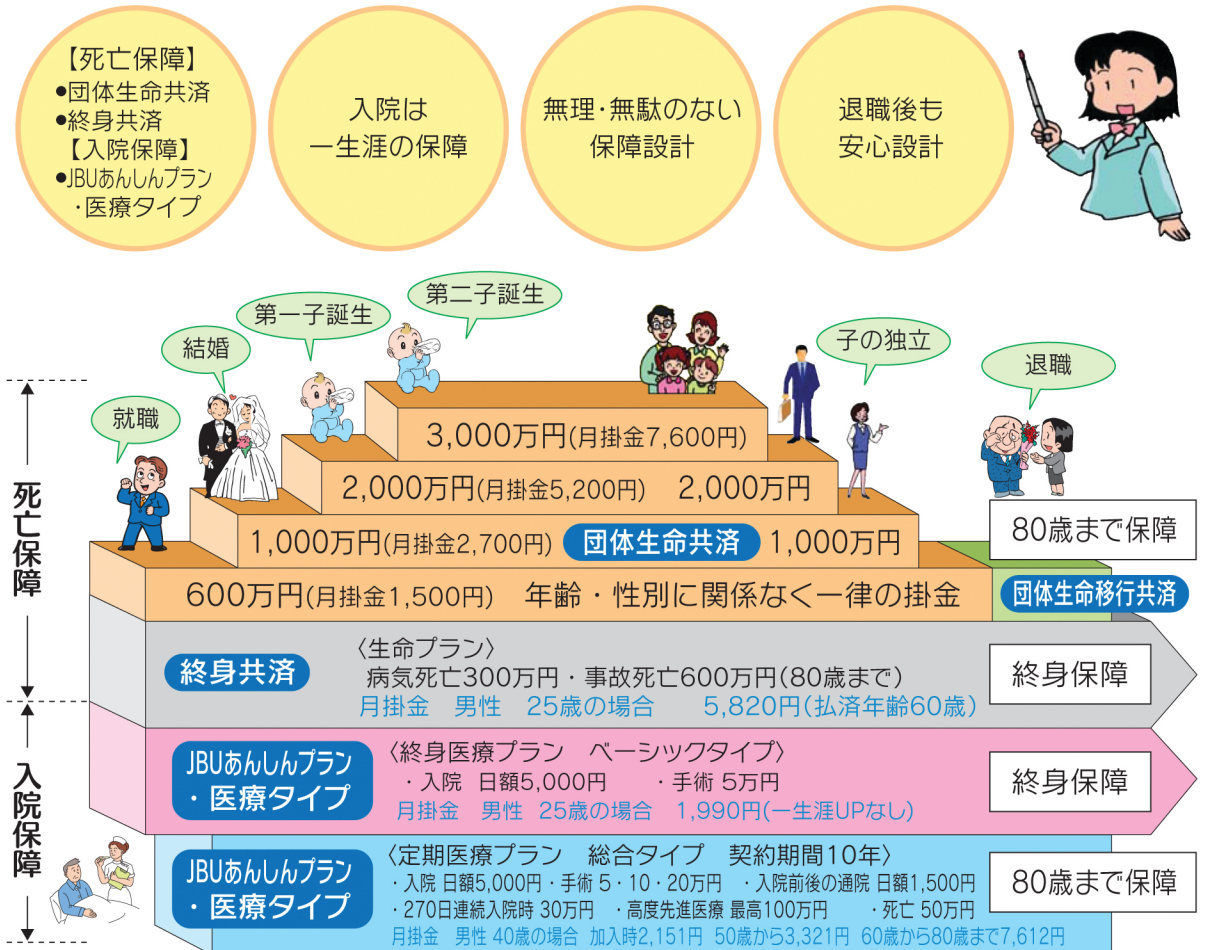 【死亡保障】
●団体生命共済
●終身共済
【入院保障】
●JBUあんしんプラン
・医療タイプ
入院は
一生涯の保障
無理・無駄のない
保障設計
退職後も
安心設計
就職
結婚
第一子誕生
第二子誕生
子の独立
退職
死亡保障
3,000万円(月掛金7,600円)
2,000万円(月掛金5,200円) 2,000万円
1,000万円(月掛金2,700円) 団体生命共済 1,000万円
80歳まで保障
600万円(月掛金1,500円) 年齢・性別に関係なく一律の掛金
団体生命移行共済
終身共済
〈生命プラン〉
病気死亡300万円・事故死亡600万円(80歳まで)
月掛金 男性 25歳の場合 5,820円(払済年齢60歳)
終身保障
入院保障
JBUあんしんプラン
・医療タイプ
〈終身医療プラン ベーシックタイプ〉
・入院 日額5,000円 ・手術 5万円
月掛金 男性 25歳の場合 1,990円(一生涯UPなし)
終身保障
JBUあんしんプラン
・医療タイプ
〈定期医療プラン 総合タイプ 契約期間10年〉
・入院 日額5,000円・手術 5・10・20万円 ・入院前後の通院 日額1,500円
・270日連続入院時 30万円 ・高度先進医療 最高100万円 ・死亡 50万円
月掛金 男性 40歳の場合 加入時2,151円 50歳から3,321円 60歳から80歳まで7,612円
80歳まで保障